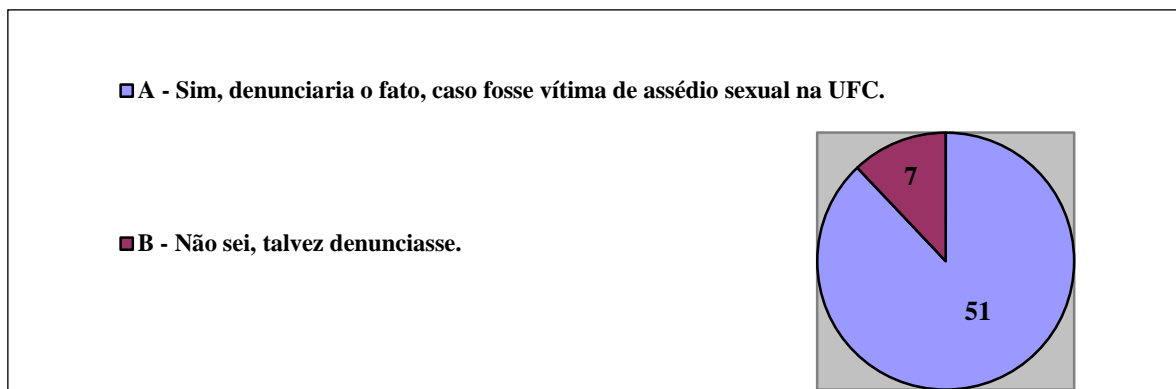 A - Sim, denunciaria o fato, caso fosse vítima de assédio sexual na UFC.
7
B - Não sei, talvez denunciasse.
51